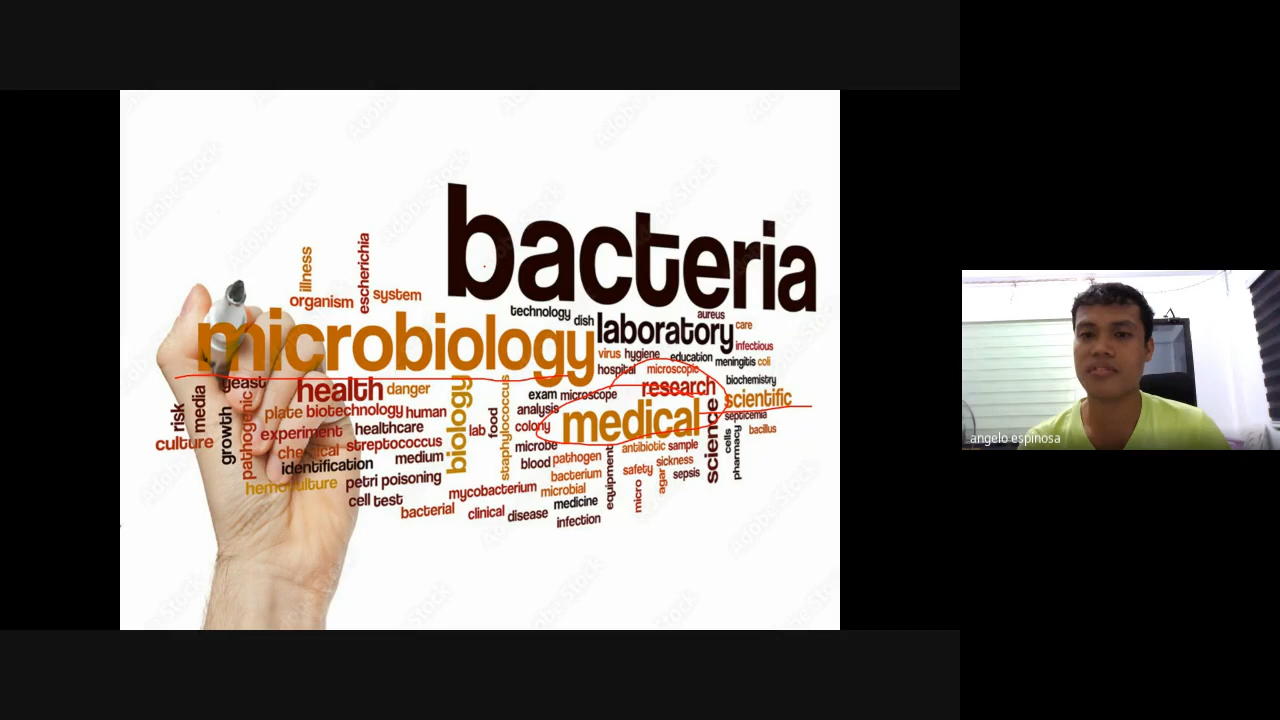 bacteria
illness
escherichia
organism
system
technology
dish
aureus
laboratory
care
microbiology
infectious
virus
hygiene
education
meningitis
coli
hospital
microscopic
yeast
health
danger
biology
staphylococcus
exam
microscope
research
biochemistry
scientific
risk
media
growth
pathogenic
plate
biotechnology
human
food
analysis
medical
science
septicemia
culture
experiment
healthcare
lab
colony
cells
bacillus
pharmacy
chemical
streptococcus
microbe
antibiotic
sample
identification
medium
blood
pathogen
equipment
safety
sickness
agar
sepsis
hemoculture
petri
poisoning
mycobacterium
bacterium
microbial
micro
cell
test
bacterial
clinical
disease
medicine
infection
angelo espinosa
Adobe Stock